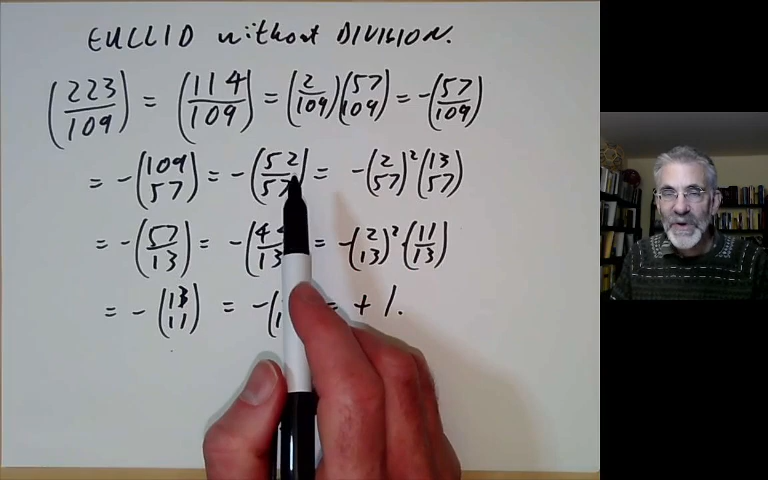 EUCLID without DIVISION.
(223/109) = (114/109) = (2/109)(57/109) = -(57/109)
= -(109/57) = -(52/57) = -(2/57)²(13/57)
= -(57/13) = -(44/13) = -(2/13)²·(11/13)
= -(13/11) = -( = +1.